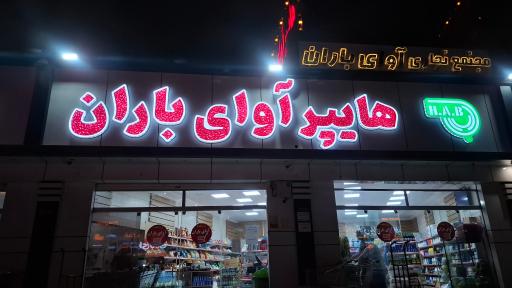 مجتمع تجاری آوای باران
هایپر آوای باران
H.A.B